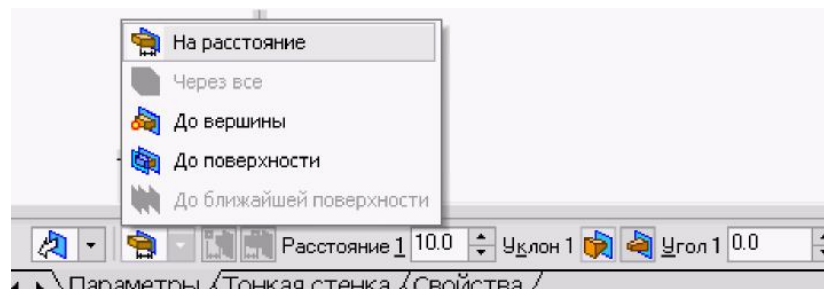 На расстояние
Через все
До вершины
До поверхности
До ближайшей поверхности
Расстояние 1 10.0 Уклон 1 Угол 1 0.0
Параметры Тонкая стенка Свойства